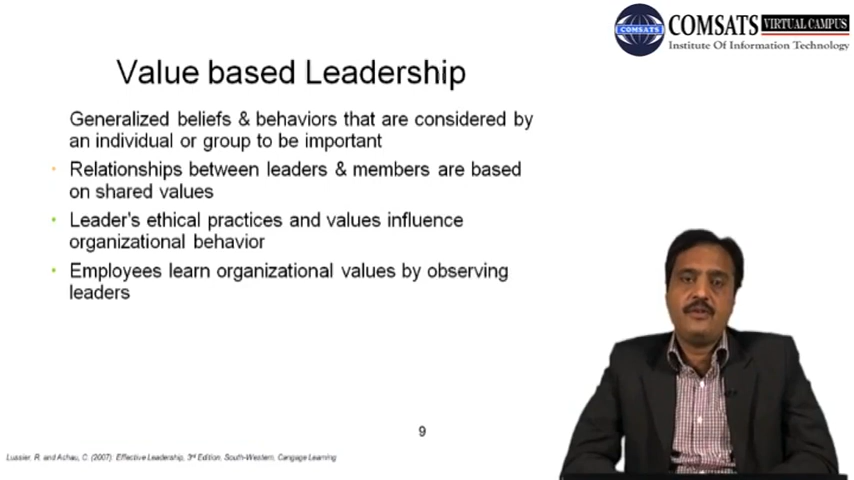 COMSATS VIRTUAL CAMPUS
COMSATS
Institute Of Information Technology
Value based Leadership
Generalized beliefs & behaviors that are considered by
an individual or group to be important
Relationships between leaders & members are based
on shared values
Leader's ethical practices and values influence
organizational behavior
Employees learn organizational values by observing
leaders
9
Lussier, R. and Achau, C. (2007): Effective Leadership, 3rd Edition, South-Western, Cangage Learning